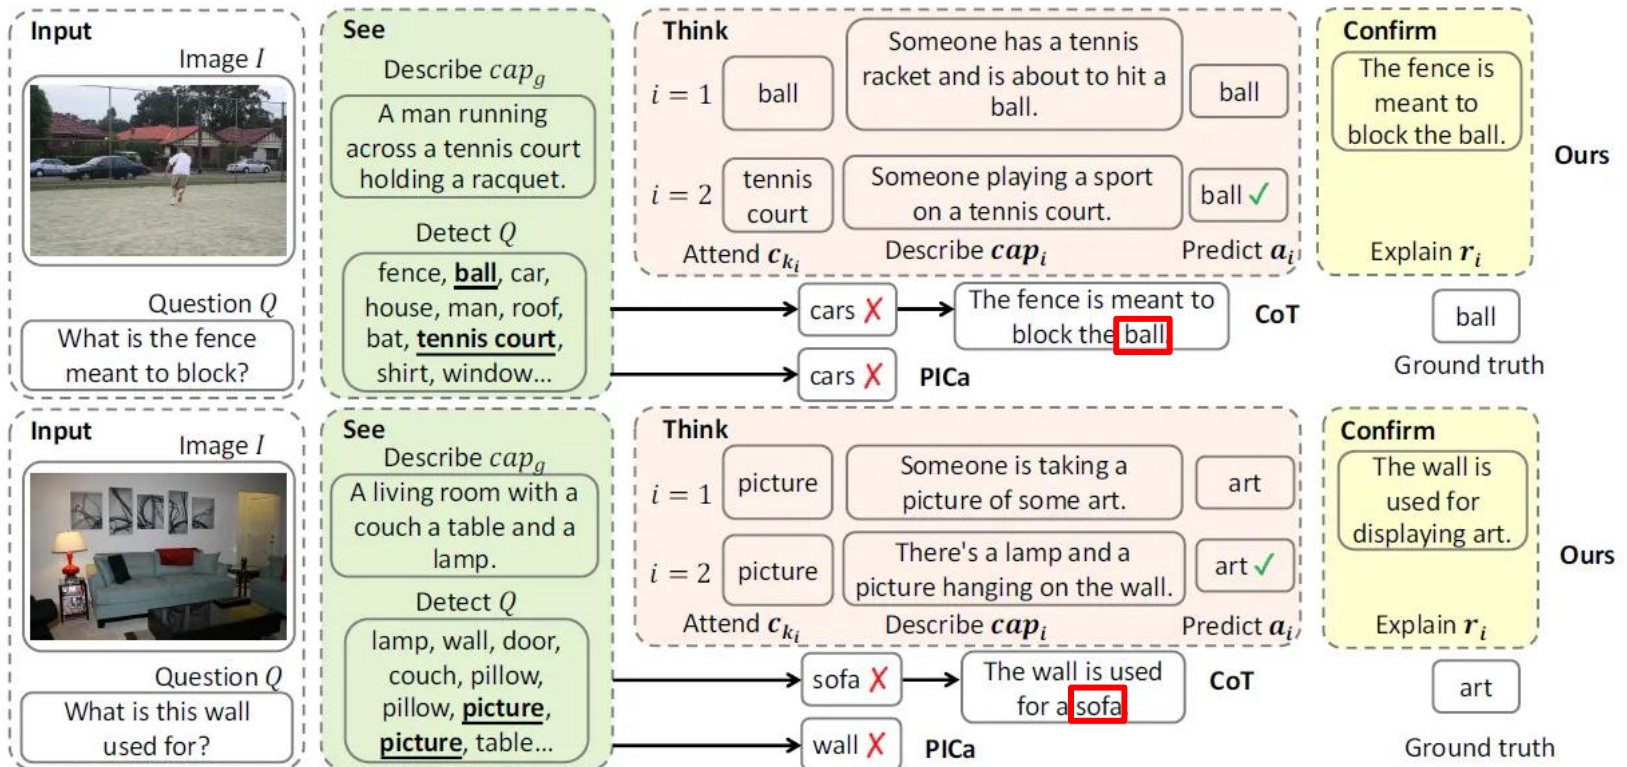 Input
Image I
Question Q
What is the fence
meant to block?
See
Describe cap_g
A man running
across a tennis court
holding a racquet.
Detect Q
fence, ball, car,
house, man, roof,
bat, tennis court,
shirt, window...
Think
i = 1
ball
Someone has a tennis
racket and is about to hit a
ball.
ball
i = 2
tennis
court
Someone playing a sport
on a tennis court.
ball ✓
Attend c_{k_i}
Describe cap_i
Predict a_i
Confirm
The fence is
meant to
block the ball.
Explain r_i
Ours
cars ✗
The fence is meant to
block the ball.
CoT
cars ✗
PICa
ball
Ground truth
Input
Image I
Question Q
What is this wall
used for?
See
Describe cap_g
A living room with a
couch a table and a
lamp.
Detect Q
lamp, wall, door,
couch, pillow,
pillow, picture,
picture, table...
Think
i = 1
picture
Someone is taking a
picture of some art.
art
i = 2
picture
There's a lamp and a
picture hanging on the wall.
art ✓
Attend c_{k_i}
Describe cap_i
Predict a_i
Confirm
The wall is
used for
displaying art.
Explain r_i
Ours
sofa ✗
The wall is used
for a sofa.
CoT
wall ✗
PICa
art
Ground truth